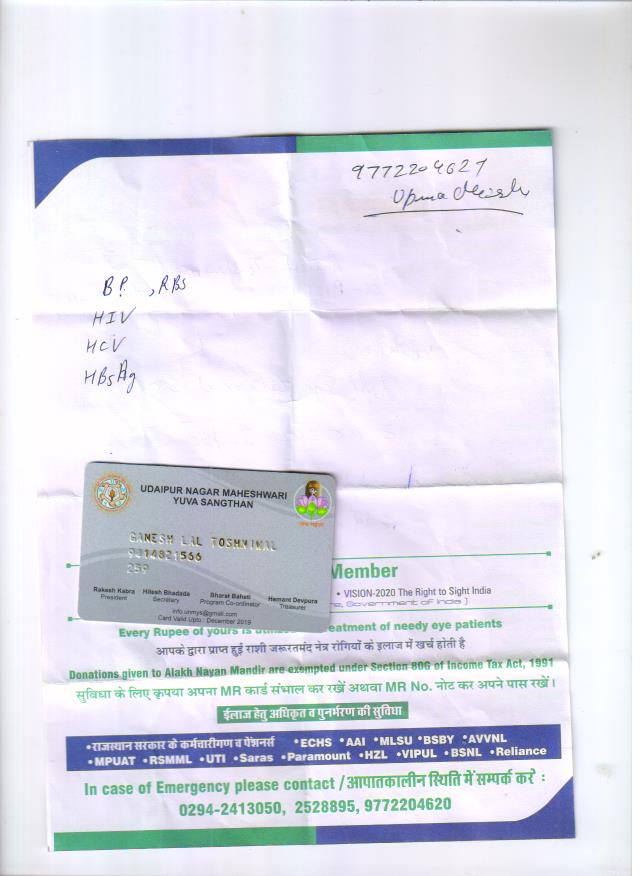 9772204627
B.P. , RBS
HIV
HCV
HBsAg
UDAIPUR NAGAR MAHESHWARI
YUVA SANGTHAN
GANESH LAL TOSHNIWAL
9314821566
259
Rakesh Kabra Hitesh Bhadada Bharat Baheti Hemant Devpura
President Secretary Program Co-ordinator Treasurer
info.unmys@gmail.com
Card Valid Upto : December 2019
Member
• VISION-2020 The Right to Sight India
Government of India )
Every Rupee of yours is treatment of needy eye patients
आपके द्वारा प्राप्त हुई राशी जरूरतमंद नेत्र रोगियों के इलाज में खर्च होती है
Donations given to Alakh Nayan Mandir are exempted under Section 80G of Income Tax Act, 1991
सुविधा के लिए कृपया अपना MR कार्ड संभाल कर रखें अथवा MR No. नोट कर अपने पास रखें।
ईलाज हेतु अधिकृत व पुनर्भरण की सुविधा
•राजस्थान सरकार के कर्मचारीगण व पेंशनर्स •ECHS •AAI •MLSU •BSBY •AVVNL
•MPUAT •RSMML •UTI •Saras •Paramount •HZL •VIPUL •BSNL •Reliance
In case of Emergency please contact /आपातकालीन स्थिति में सम्पर्क करे :
0294-2413050, 2528895, 9772204620